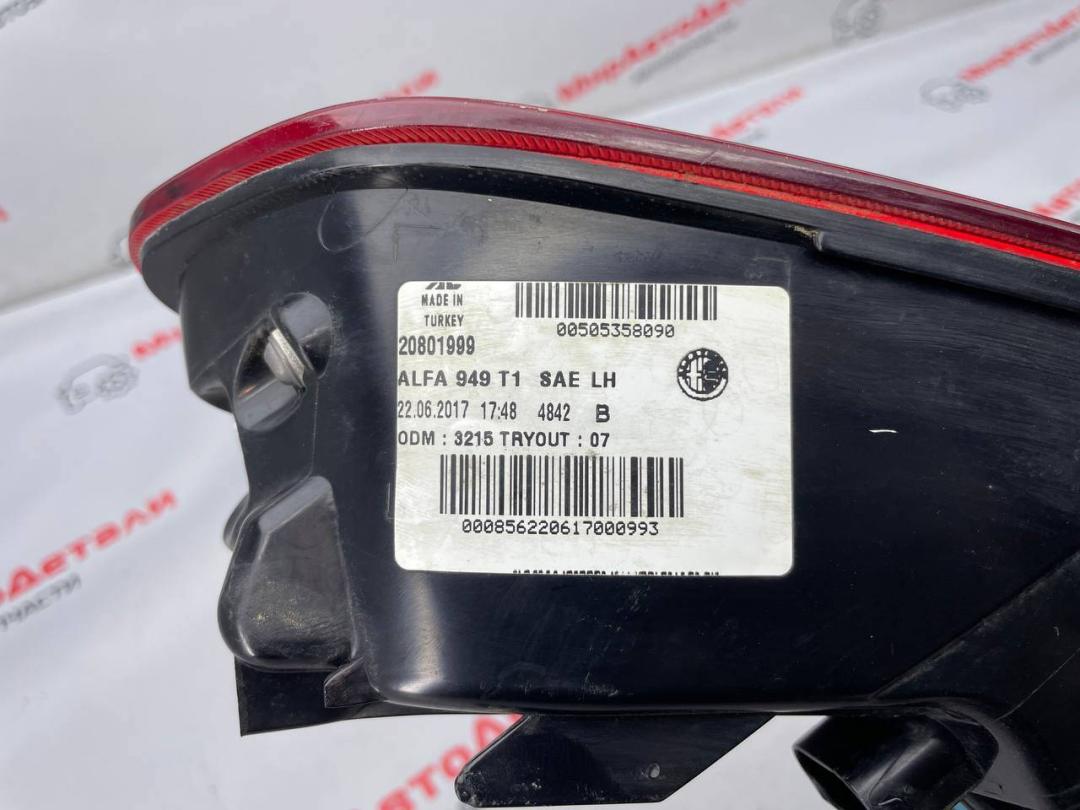 MADE IN
TURKEY
00505358090
20801999
ALFA 949 T1 SAE LH
22.06.2017 17:48 4842 B
ODM : 3215 TRYOUT : 07
000856220617000993